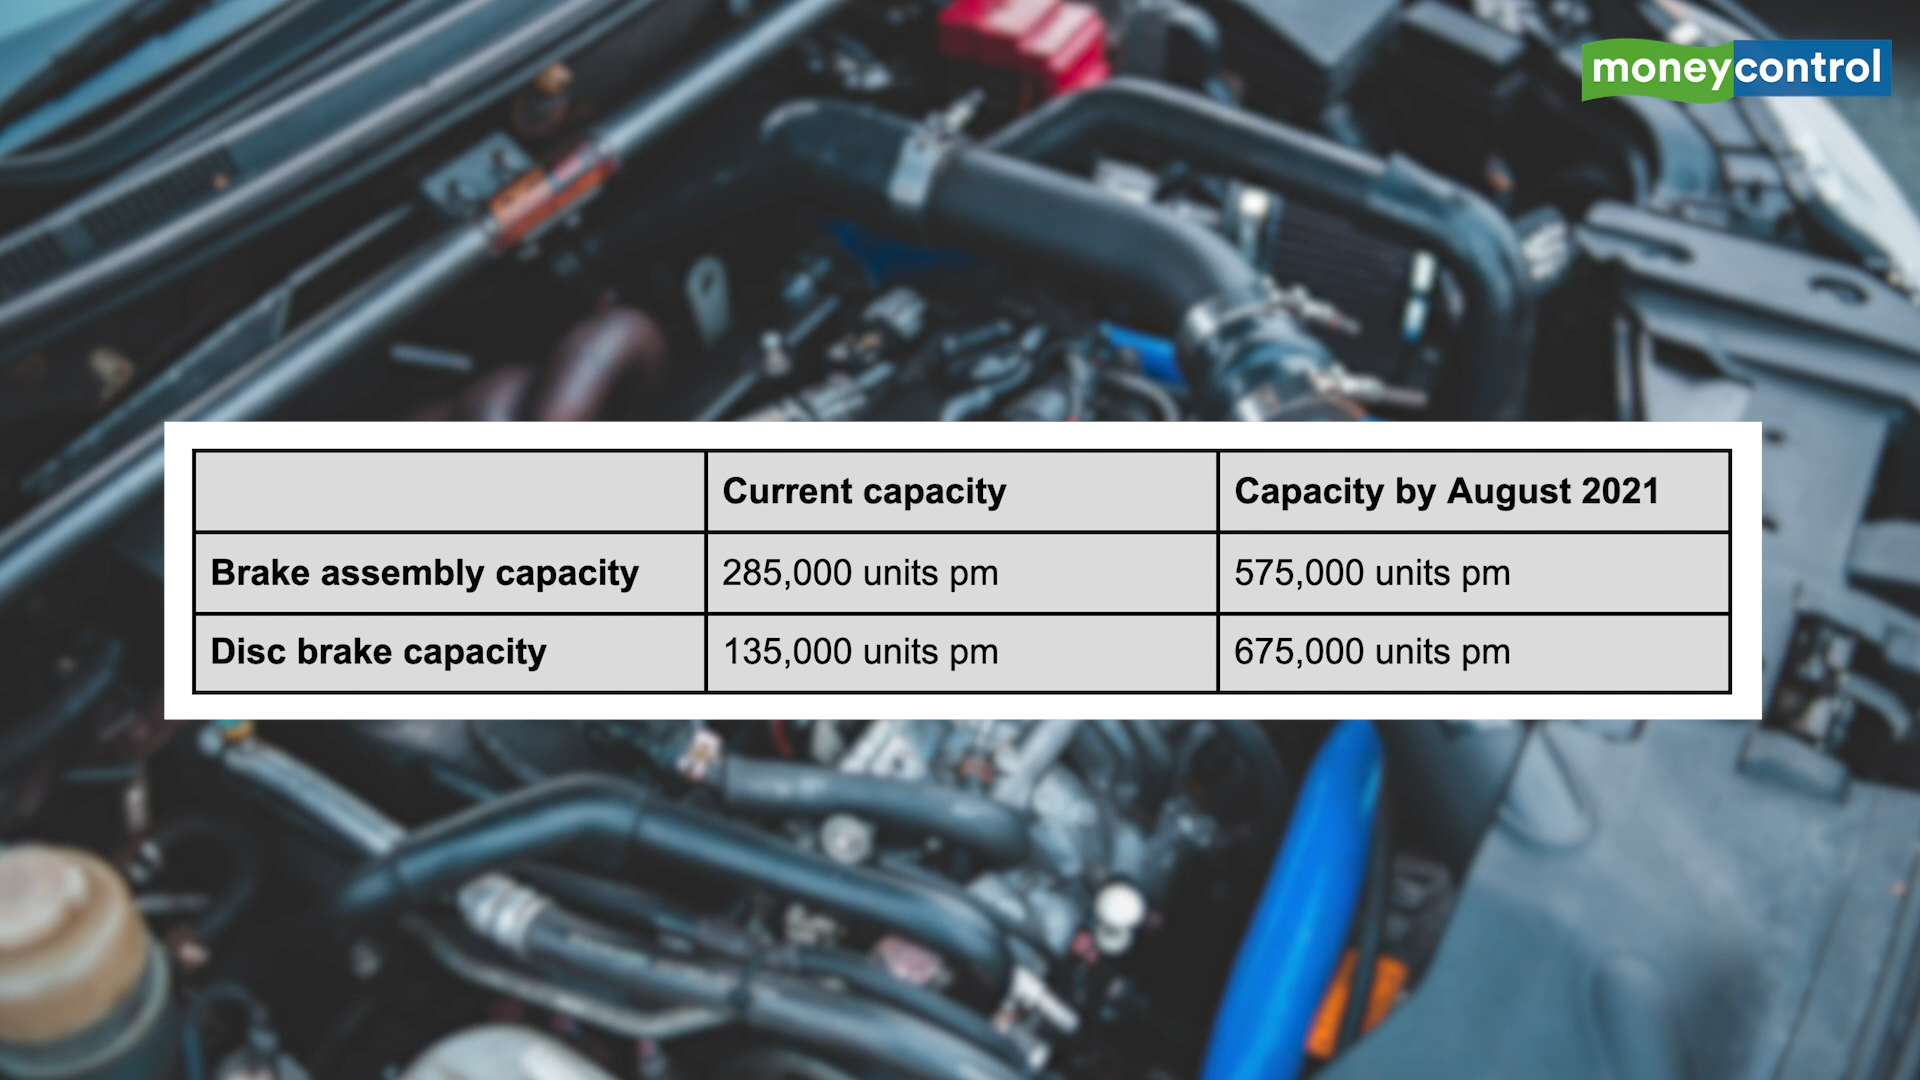 moneycontrol
Current capacity
Capacity by August 2021
Brake assembly capacity
285,000 units pm
575,000 units pm
Disc brake capacity
135,000 units pm
675,000 units pm